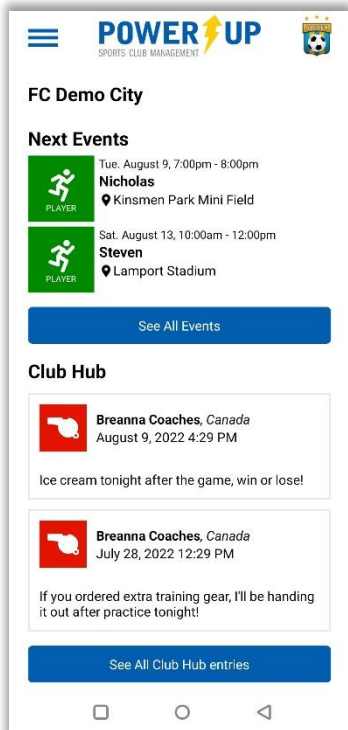 POWER UP
SPORTS CLUB MANAGEMENT
FC Demo City
Next Events
PLAYER
Tue. August 9, 7:00pm - 8:00pm
Nicholas
Kinsmen Park Mini Field
PLAYER
Sat. August 13, 10:00am - 12:00pm
Steven
Lamport Stadium
See All Events
Club Hub
Breanna Coaches, Canada
August 9, 2022 4:29 PM
Ice cream tonight after the game, win or lose!
Breanna Coaches, Canada
July 28, 2022 12:29 PM
If you ordered extra training gear, I'll be handing
it out after practice tonight!
See All Club Hub entries